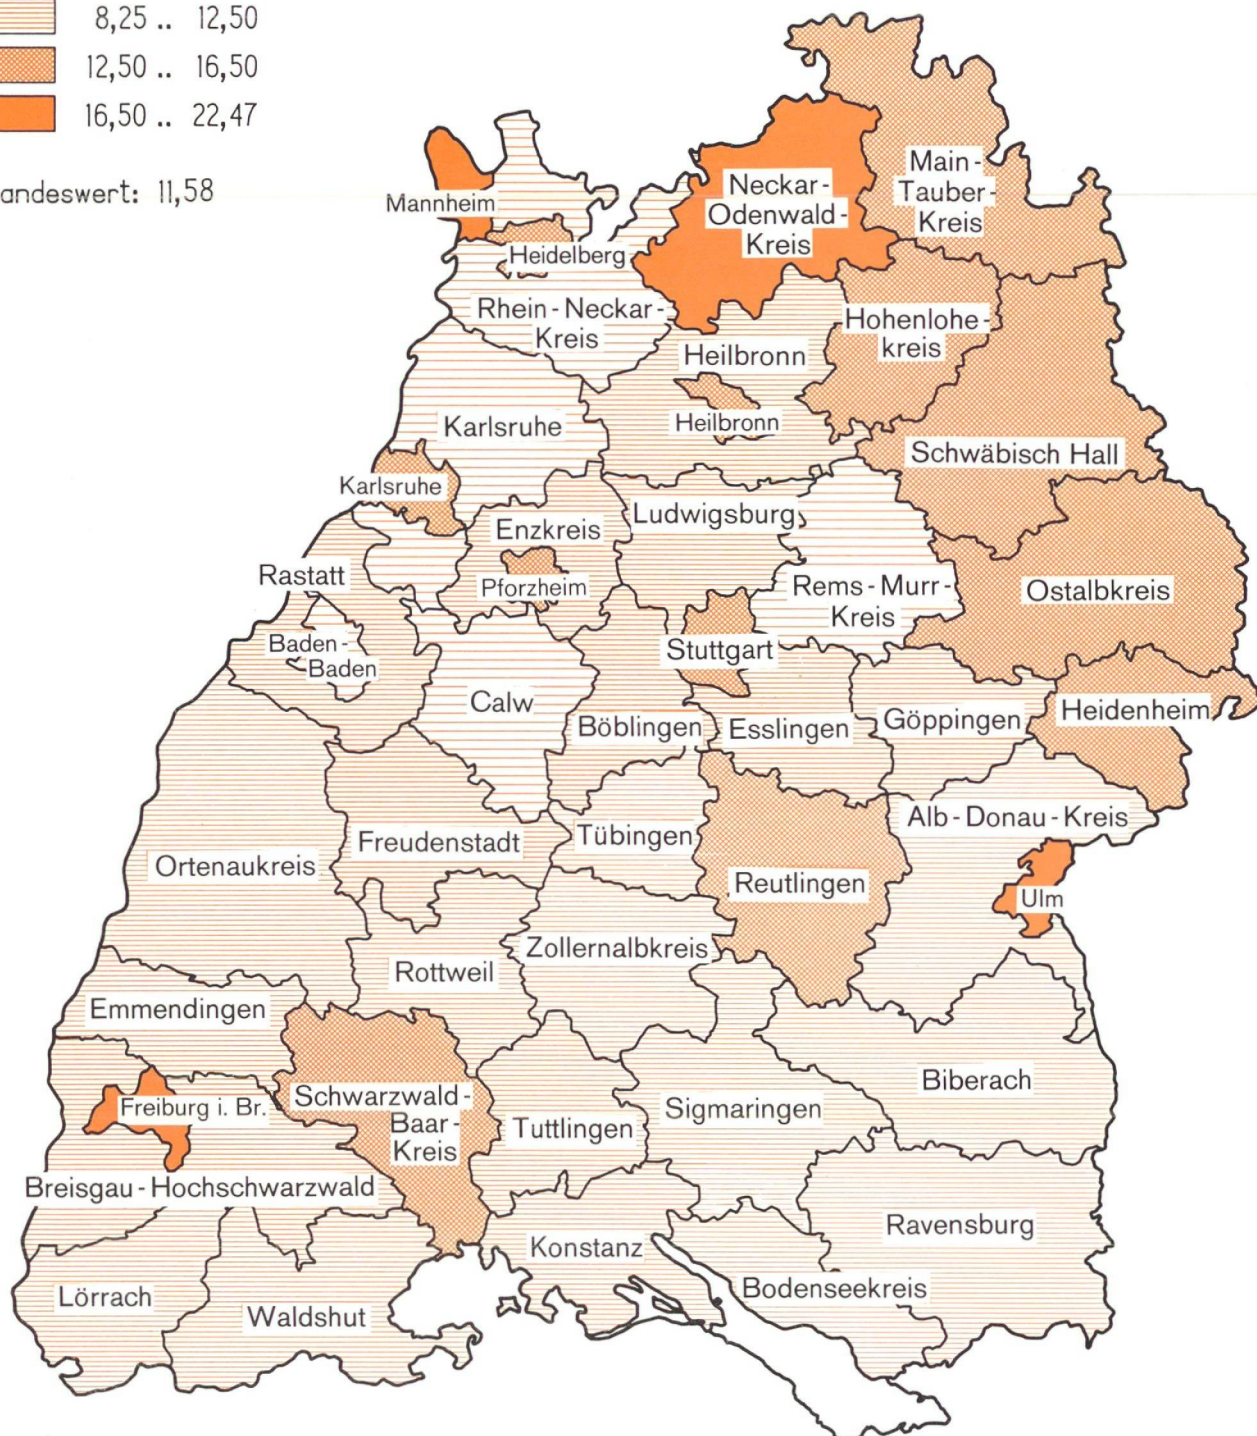 8,25 .. 12,50
12,50 .. 16,50
16,50 .. 22,47
andeswert: 11,58
Main-
Tauber-
Kreis
Neckar-
Odenwald-
Kreis
Mannheim
Heidelberg
Rhein-Neckar-
Kreis
Hohenlohe-
kreis
Heilbronn
Heilbronn
Karlsruhe
Schwäbisch Hall
Karlsruhe
Ludwigsburg
Enzkreis
Rastatt
Pforzheim
Rems-Murr-
Kreis
Ostalbkreis
Baden-
Baden
Stuttgart
Calw
Böblingen
Esslingen
Göppingen
Heidenheim
Alb-Donau-Kreis
Freudenstadt
Tübingen
Ortenaukreis
Reutlingen
Ulm
Zollernalbkreis
Rottweil
Emmendingen
Biberach
Schwarzwald-
Baar-
Kreis
Freiburg i. Br.
Sigmaringen
Tuttlingen
Breisgau-Hochschwarzwald
Ravensburg
Konstanz
Bodenseekreis
Lörrach
Waldshut